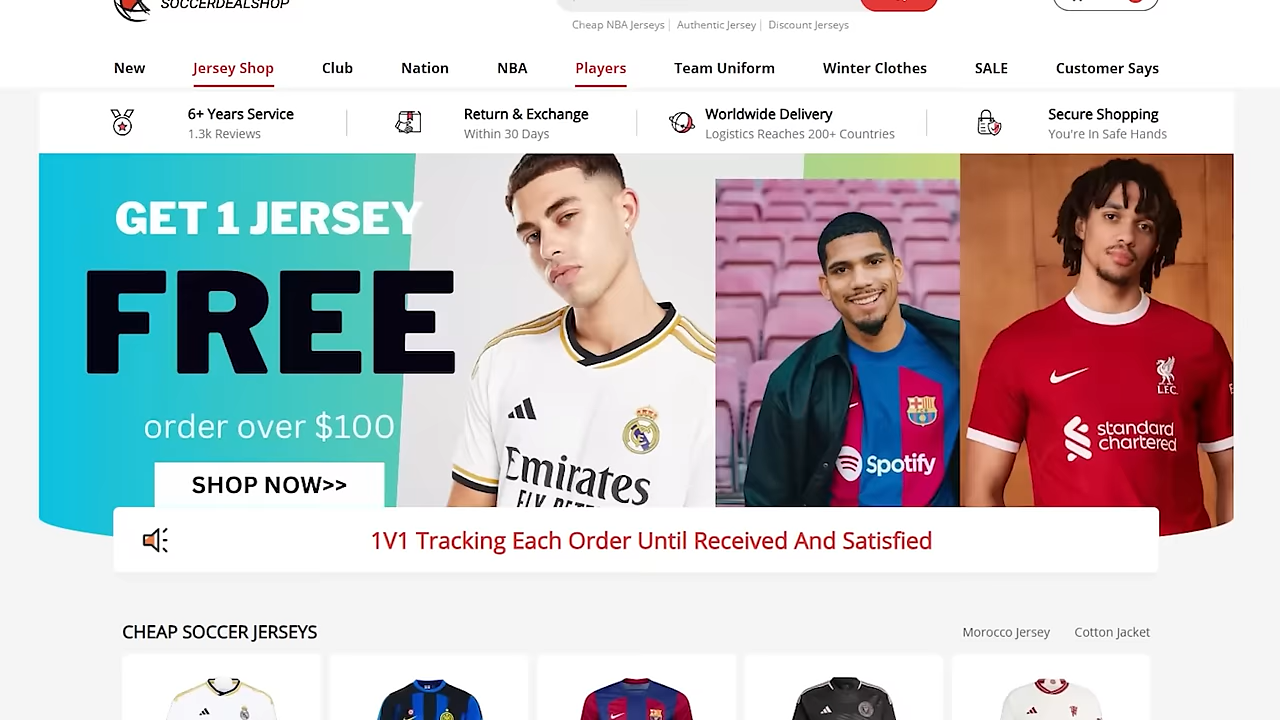 SOCCERDEALSHOP
Cheap NBA Jerseys | Authentic Jersey | Discount Jerseys
New Jersey Shop Club Nation NBA Players Team Uniform Winter Clothes SALE Customer Says
6+ Years Service
1.3k Reviews
Return & Exchange
Within 30 Days
Worldwide Delivery
Logistics Reaches 200+ Countries
Secure Shopping
You're In Safe Hands
GET 1 JERSEY
FREE
order over $100
SHOP NOW>>
Emirates
FLY BETTER
Spotify
L.F.C.
standard
chartered
1V1 Tracking Each Order Until Received And Satisfied
CHEAP SOCCER JERSEYS
Morocco Jersey Cotton Jacket